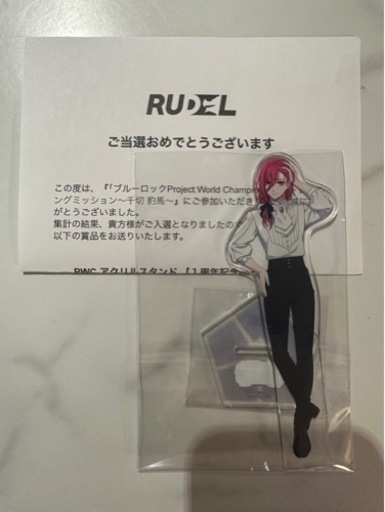 RUDEL
ご当選おめでとうございます
この度は、『「ブルーロックProject:World Champion
ングミッション〜千切 豹馬〜』にご参加いただき
がとうございました。
集計の結果、貴方様がご入選となりましたの
以下の賞品をお送りいたします。
PWC アクリルスタンド 【1周年記念ve